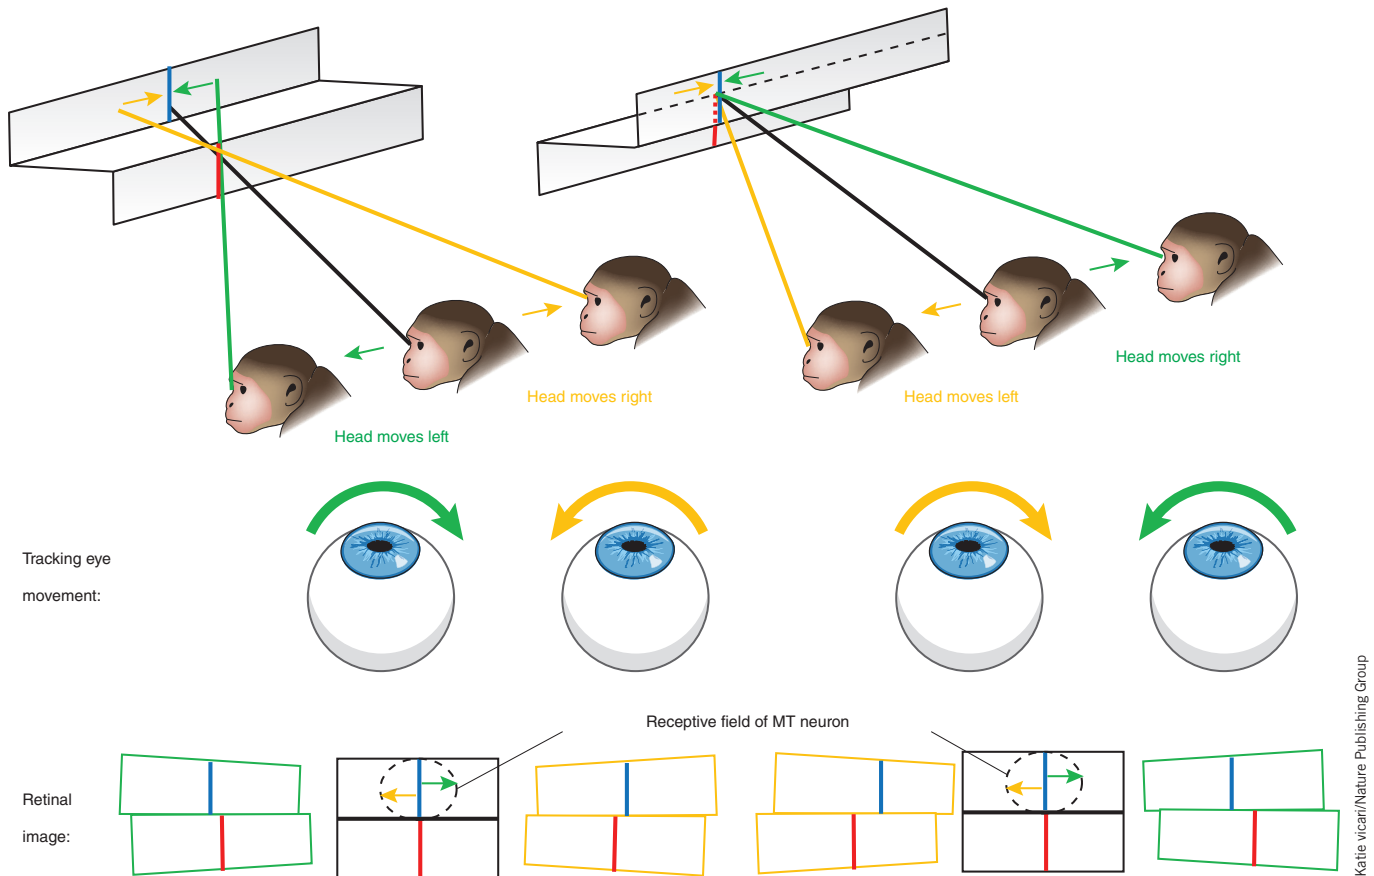 Head moves right
Head moves right
Head moves left
Head moves left
Tracking eye
movement:
Receptive field of MT neuron
Retinal
image:
Katie vicari/Nature Publishing Group